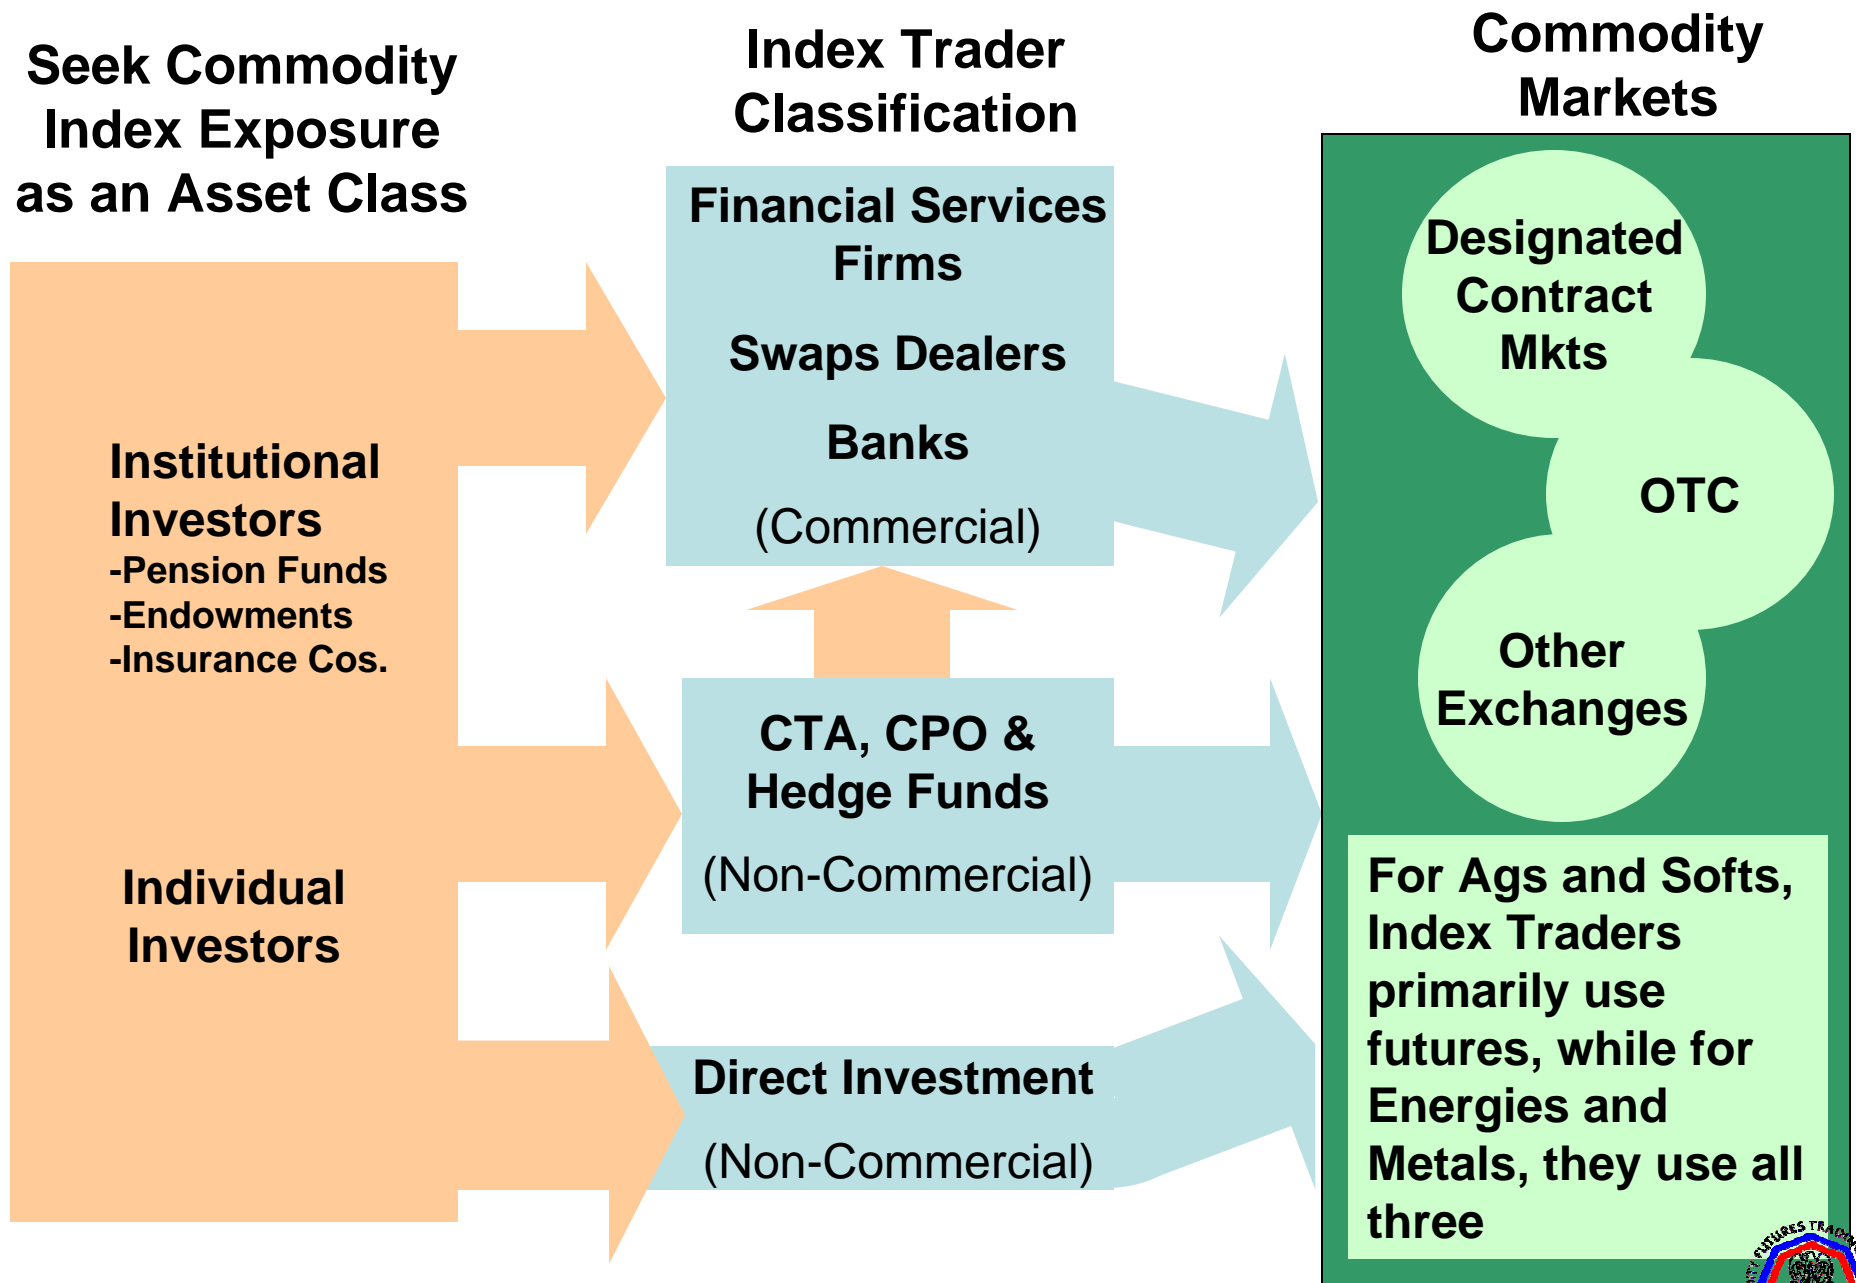 Seek Commodity
Index Exposure
as an Asset Class
Institutional
Investors
-Pension Funds
-Endowments
-Insurance Cos.
Individual
Investors
Index Trader
Classification
Financial Services
Firms
Swaps Dealers
Banks
(Commercial)
CTA, CPO &
Hedge Funds
(Non-Commercial)
Direct Investment
(Non-Commercial)
Commodity
Markets
Designated
Contract
Mkts
OTC
Other
Exchanges
For Ags and Softs,
Index Traders
primarily use
futures, while for
Energies and
Metals, they use all
three
FUTURES